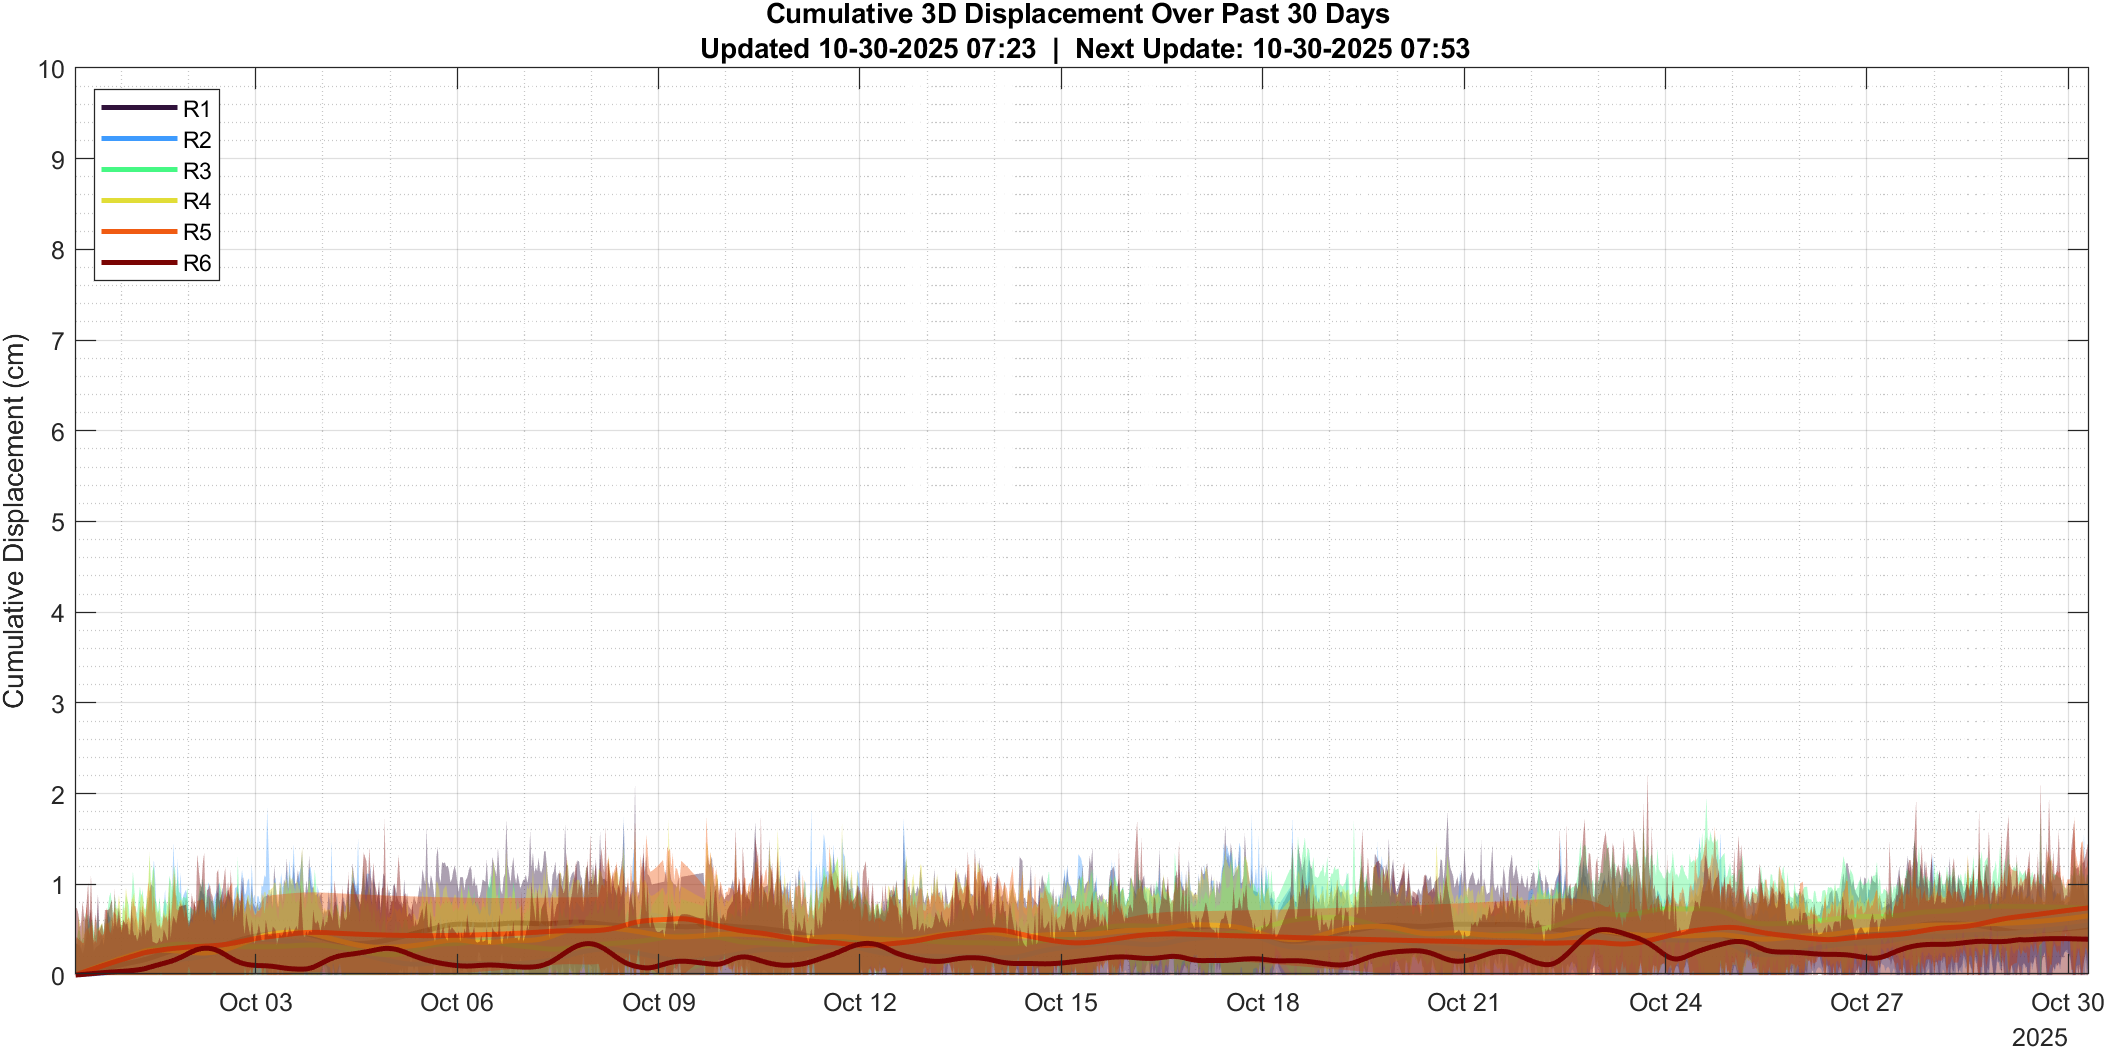 Cumulative 3D Displacement Over Past 30 Days
Updated 10-30-2025 07:23 | Next Update: 10-30-2025 07:53
Cumulative Displacement (cm)
10
9
8
7
6
5
4
3
2
1
0
R1
R2
R3
R4
R5
R6
Oct 03 Oct 06 Oct 09 Oct 12 Oct 15 Oct 18 Oct 21 Oct 24 Oct 27 Oct 30
2025